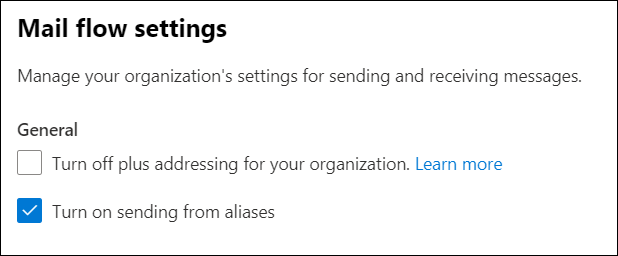 Mail flow settings
Manage your organization's settings for sending and receiving messages.
General
Turn off plus addressing for your organization. Learn more
Turn on sending from aliases